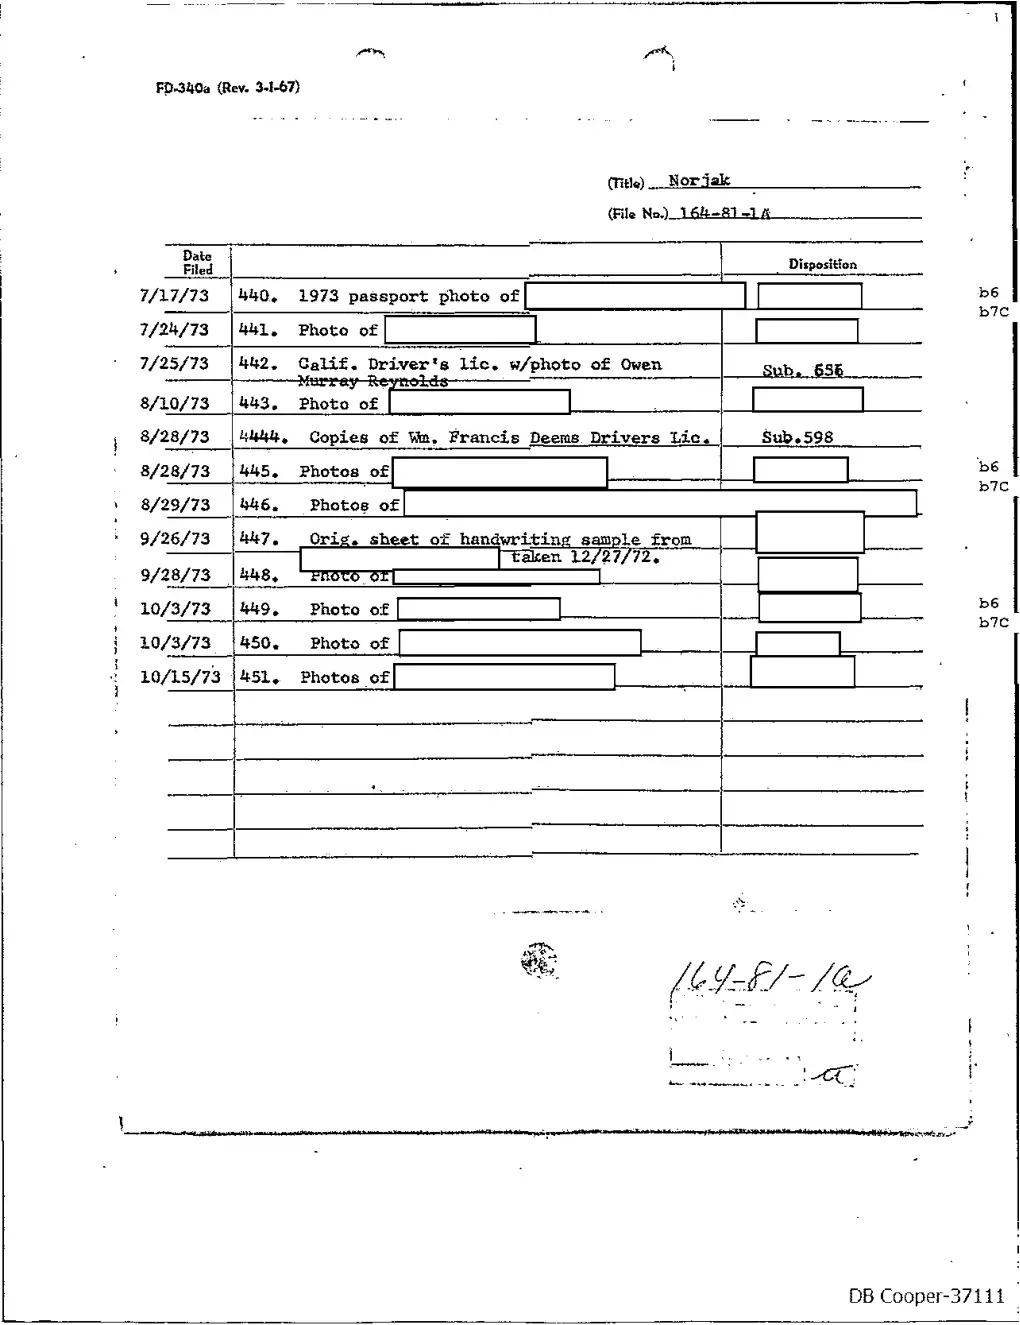 FD-340a (Rev. 3-1-67)
(Title) Norjak
(File No.) 164-81-1A
Date Filed Disposition
7/17/73 440. 1973 passport photo of
b6
b7C
7/24/73 441. Photo of
7/25/73 442. Calif. Driver's lic. w/photo of Owen
Murray Reynolds Sub. 656
8/10/73 443. Photo of
8/28/73 4444. Copies of Wm. Francis Deems Drivers Lic. Sub.598
8/28/73 445. Photos of
b6
b7C
8/29/73 446. Photos of
9/26/73 447. Orig. sheet of handwriting sample from
taken 12/27/72.
9/28/73 448. Photo of
10/3/73 449. Photo of
b6
b7C
10/3/73 450. Photo of
10/15/73 451. Photos of
164-81-1a
a
DB Cooper-37111